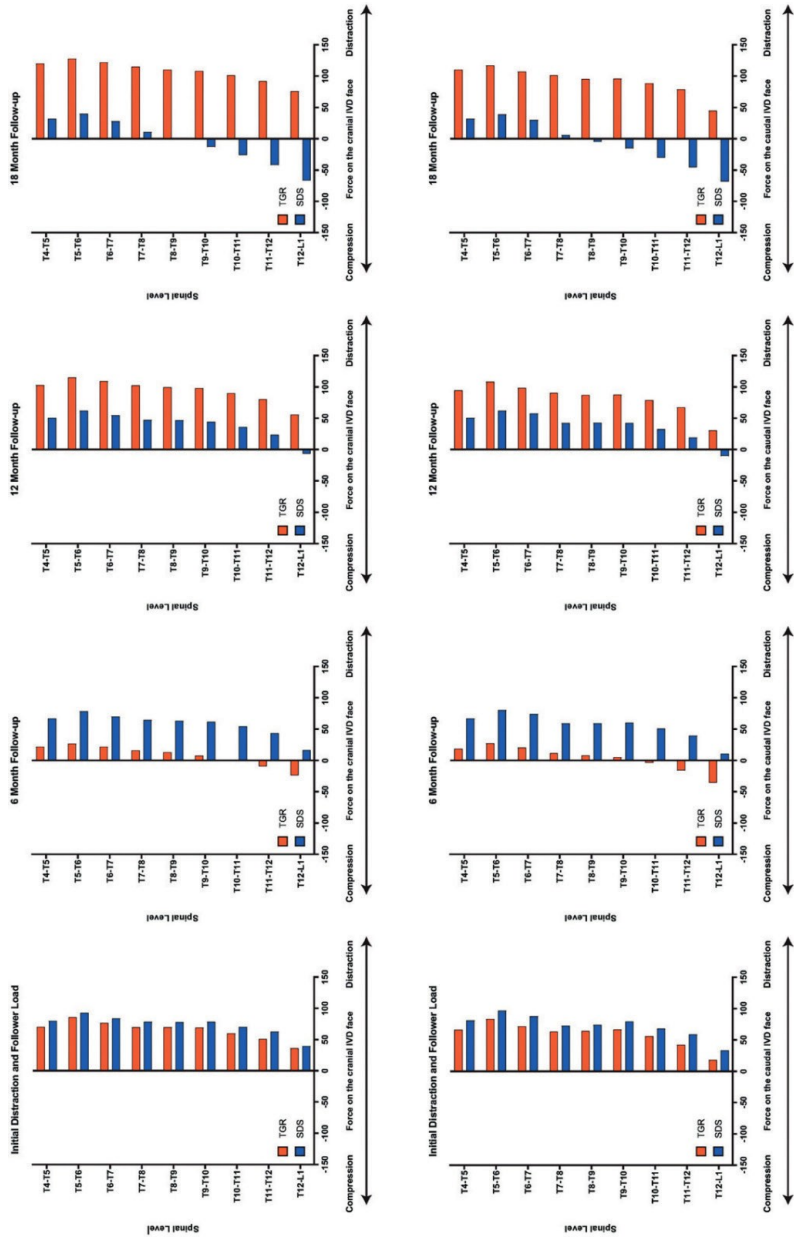 Initial Distraction and Follower Load
Spinal Level
T4-T5
T5-T6
T6-T7
T7-T8
T8-T9
T9-T10
T10-T11
T11-T12
T12-L1
TGR
SDS
-150 -100 -50 0 50 100 150
Compression Force on the cranial IVD face Distraction
6 Month Follow-up
Spinal Level
T4-T5
T5-T6
T6-T7
T7-T8
T8-T9
T9-T10
T10-T11
T11-T12
T12-L1
TGR
SDS
-150 -100 -50 0 50 100 150
Compression Force on the cranial IVD face Distraction
12 Month Follow-up
Spinal Level
T4-T5
T5-T6
T6-T7
T7-T8
T8-T9
T9-T10
T10-T11
T11-T12
T12-L1
TGR
SDS
-150 -100 -50 0 50 100 150
Compression Force on the cranial IVD face Distraction
18 Month Follow-up
Spinal Level
T4-T5
T5-T6
T6-T7
T7-T8
T8-T9
T9-T10
T10-T11
T11-T12
T12-L1
TGR
SDS
-150 -100 -50 0 50 100 150
Compression Force on the cranial IVD face Distraction
Initial Distraction and Follower Load
Spinal Level
T4-T5
T5-T6
T6-T7
T7-T8
T8-T9
T9-T10
T10-T11
T11-T12
T12-L1
TGR
SDS
-150 -100 -50 0 50 100 150
Compression Force on the caudal IVD face Distraction
6 Month Follow-up
Spinal Level
T4-T5
T5-T6
T6-T7
T7-T8
T8-T9
T9-T10
T10-T11
T11-T12
T12-L1
TGR
SDS
-150 -100 -50 0 50 100 150
Compression Force on the caudal IVD face Distraction
12 Month Follow-up
Spinal Level
T4-T5
T5-T6
T6-T7
T7-T8
T8-T9
T9-T10
T10-T11
T11-T12
T12-L1
TGR
SDS
-150 -100 -50 0 50 100 150
Compression Force on the caudal IVD face Distraction
18 Month Follow-up
Spinal Level
T4-T5
T5-T6
T6-T7
T7-T8
T8-T9
T9-T10
T10-T11
T11-T12
T12-L1
TGR
SDS
-150 -100 -50 0 50 100 150
Compression Force on the caudal IVD face Distraction